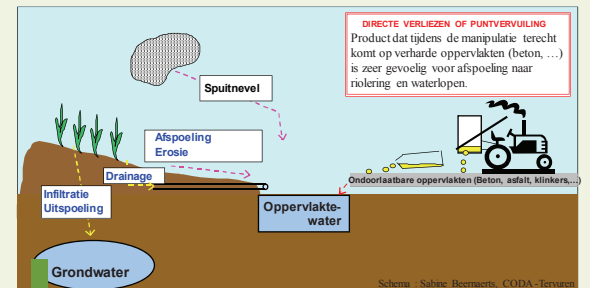 DIRECTE VERLIEZEN OF PUNTVERVUILING
Product dat tijdens de manipulatie terecht
komt op verharde oppervlakten (beton, …)
is zeer gevoelig voor afspoeling naar
riolering en waterlopen.
Spuitnevel
Afspoeling
Erosie
Drainage
Ondoorlaatbare oppervlakten (Beton, asfalt, klinkers,…)
Infiltratie
Uitspoeling
Oppervlakte-
water
Grondwater
Schema : Sabine Beernaerts, CODA -Tervuren